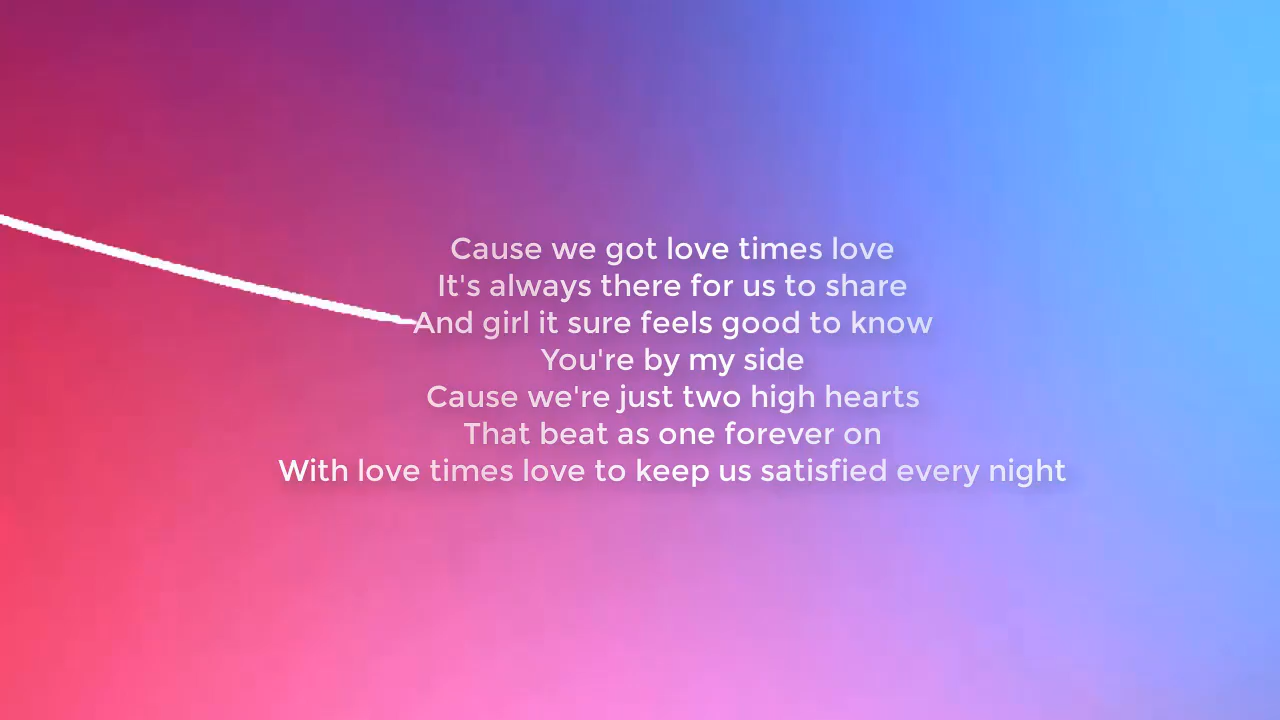 Cause we got love times love
It's always there for us to share
And girl it sure feels good to know
You're by my side
Cause we're just two high hearts
That beat as one forever on
With love times love to keep us satisfied every night